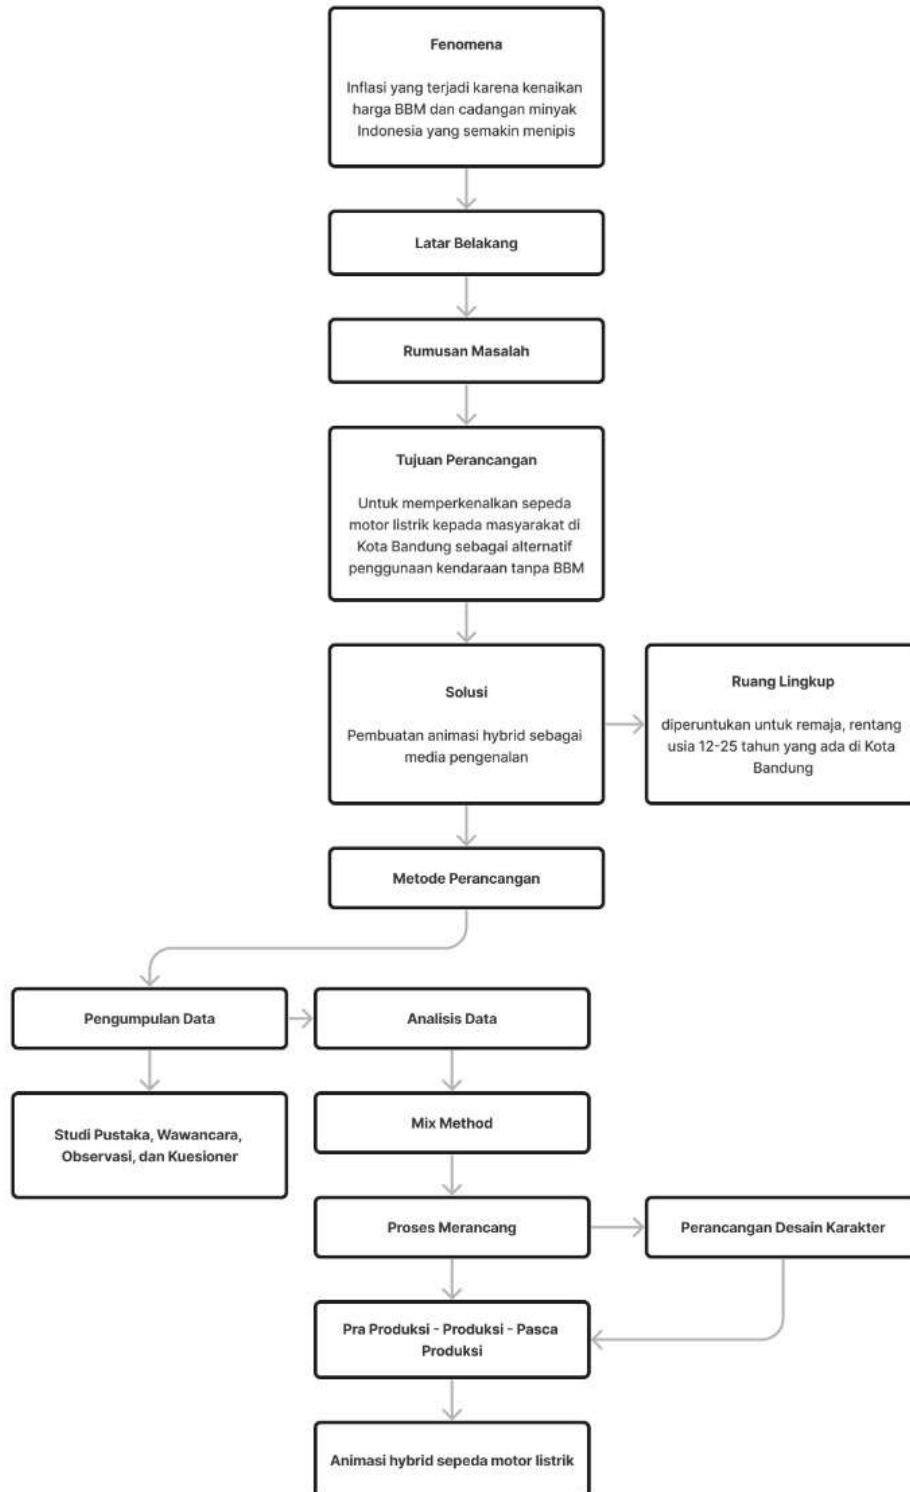 Fenomena
Inflasi yang terjadi karena kenaikan
harga BBM dan cadangan minyak
Indonesia yang semakin menipis
Latar Belakang
Rumusan Masalah
Tujuan Perancangan
Untuk memperkenalkan sepeda
motor listrik kepada masyarakat di
Kota Bandung sebagai alternatif
penggunaan kendaraan tanpa BBM
Solusi
Pembuatan animasi hybrid sebagai
media pengenalan
Ruang Lingkup
diperuntukan untuk remaja, rentang
usia 12-25 tahun yang ada di Kota
Bandung
Metode Perancangan
Pengumpulan Data
Analisis Data
Studi Pustaka, Wawancara,
Observasi, dan Kuesioner
Mix Method
Proses Merancang
Perancangan Desain Karakter
Pra Produksi - Produksi - Pasca
Produksi
Animasi hybrid sepeda motor listrik